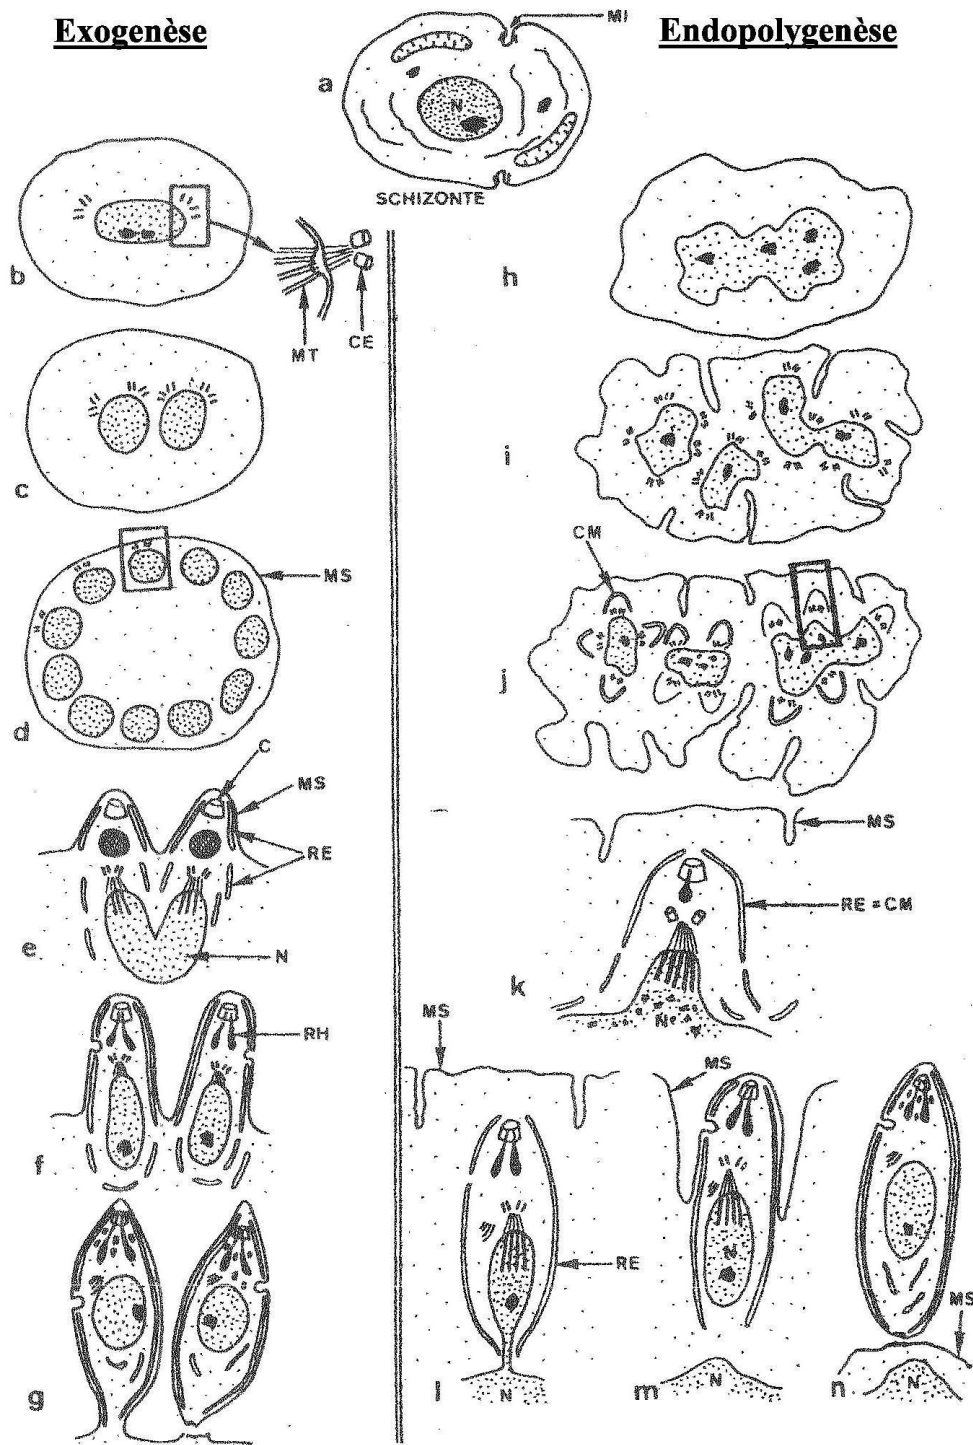 Exogenèse
Endopolygenèse
MI
a
N
SCHIZONTE
b
MT
CE
h
c
i
MS
CM
d
j
C
MS
RE
MS
RE = CM
e
N
k
N
RH
MS
MS
f
RE
N
MS
g
l
N
m
N
n
N